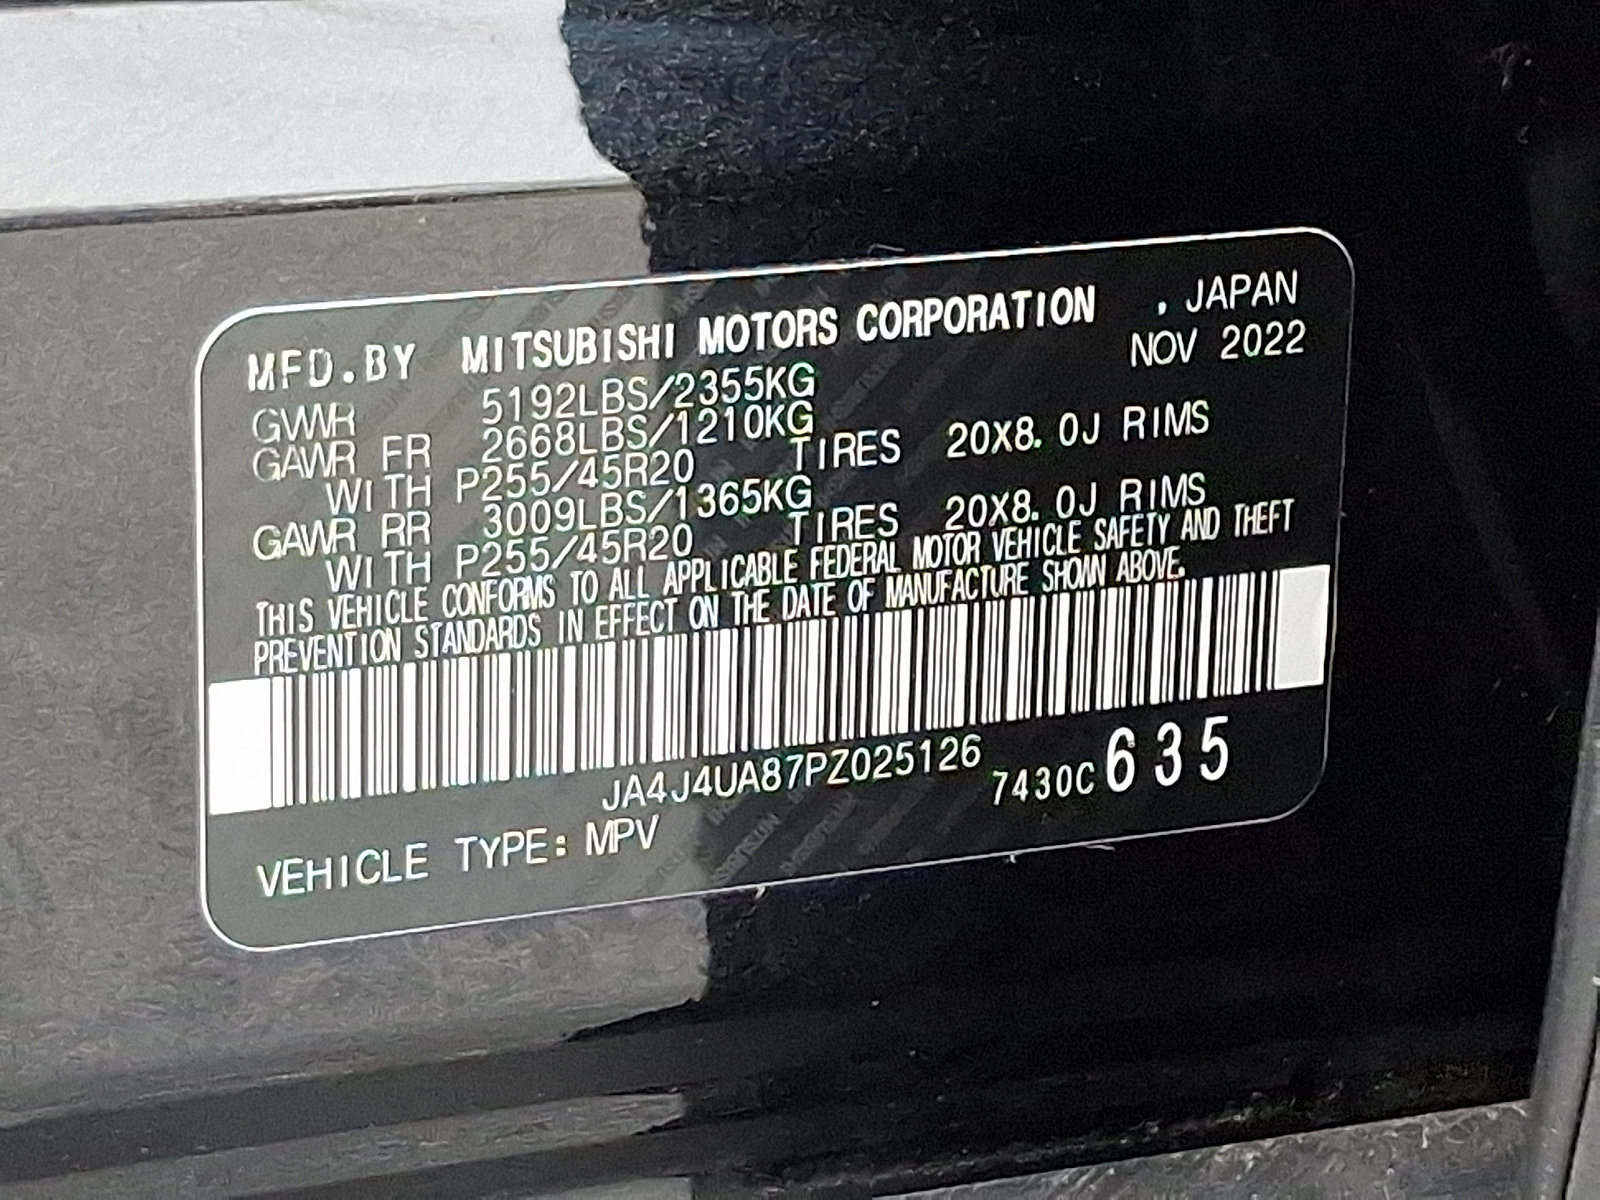 MFD.BY MITSUBISHI MOTORS CORPORATION , JAPAN
NOV 2022
GVWR 5192LBS/2355KG
GAWR FR 2668LBS/1210KG
WITH P255/45R20 TIRES 20X8.0J RIMS
GAWR RR 3009LBS/1365KG
WITH P255/45R20 TIRES 20X8.0J RIMS
THIS VEHICLE CONFORMS TO ALL APPLICABLE FEDERAL MOTOR VEHICLE SAFETY AND THEFT
PREVENTION STANDARDS IN EFFECT ON THE DATE OF MANUFACTURE SHOWN ABOVE.
JA4J4UA87PZ025126 7430C 635
VEHICLE TYPE: MPV